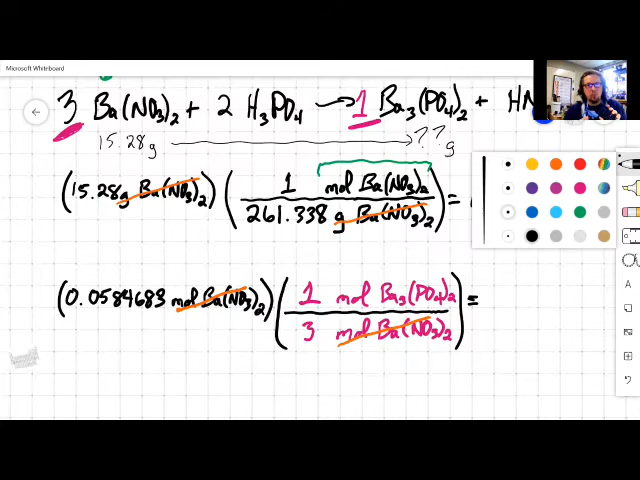 Microsoft Whiteboard
3 Ba(NO₃)₂ + 2 H₃PO₄ → 1 Ba₃(PO₄)₂ + HN
15.28g → ??g
(15.28g Ba(NO₃)₂) (1 mol Ba(NO₃)₂ / 261.338 g Ba(NO₃)₂) =
(0.0584683 mol Ba(NO₃)₂) (1 mol Ba₃(PO₄)₂ / 3 mol Ba(NO₃)₂) =